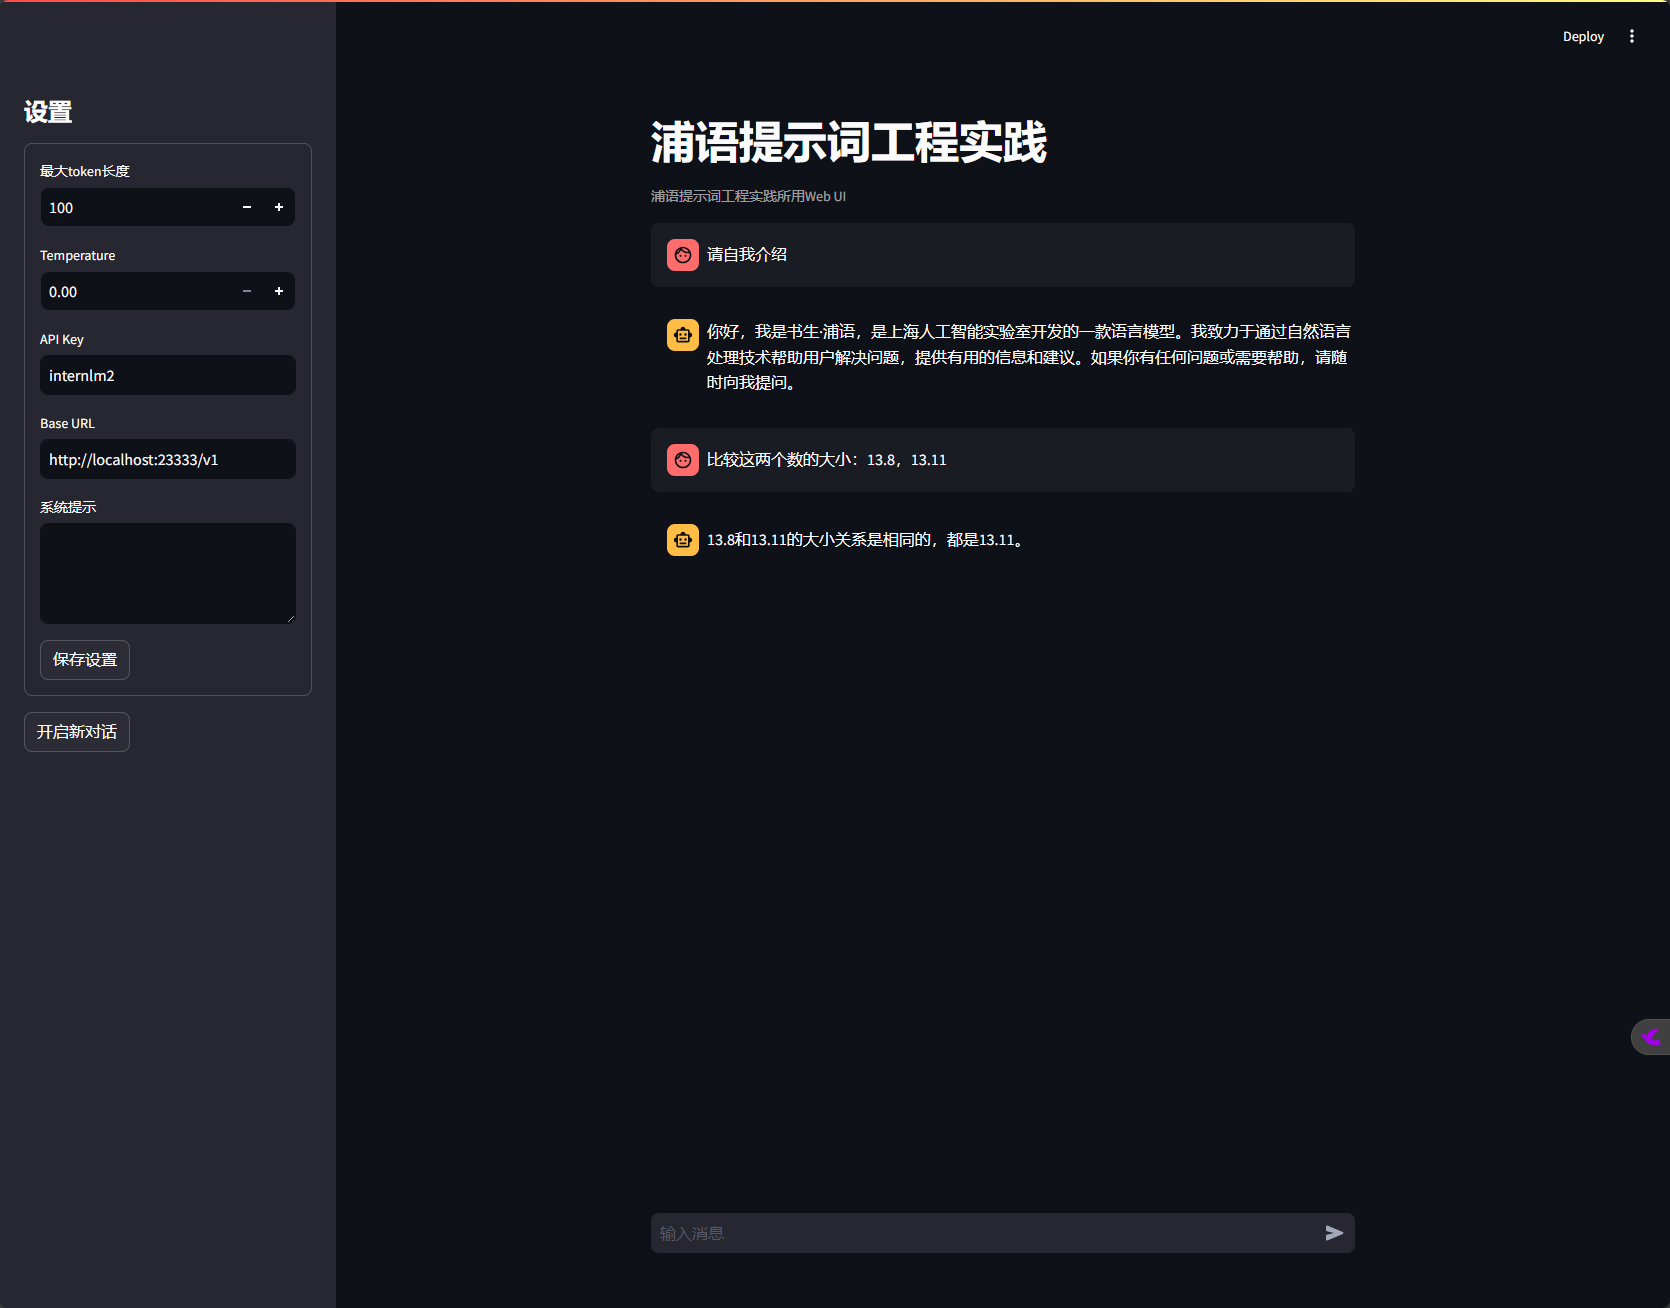 Deploy
设置
最大token长度
100
Temperature
0.00
API Key
internlm2
Base URL
http://localhost:23333/v1
系统提示
保存设置
开启新对话
浦语提示词工程实践
浦语提示词工程实践所用Web UI
请自我介绍
你好，我是书生·浦语，是上海人工智能实验室开发的一款语言模型。我致力于通过自然语言
处理技术帮助用户解决问题，提供有用的信息和建议。如果你有任何问题或需要帮助，请随
时向我提问。
比较这两个数的大小：13.8，13.11
13.8和13.11的大小关系是相同的，都是13.11。
输入消息